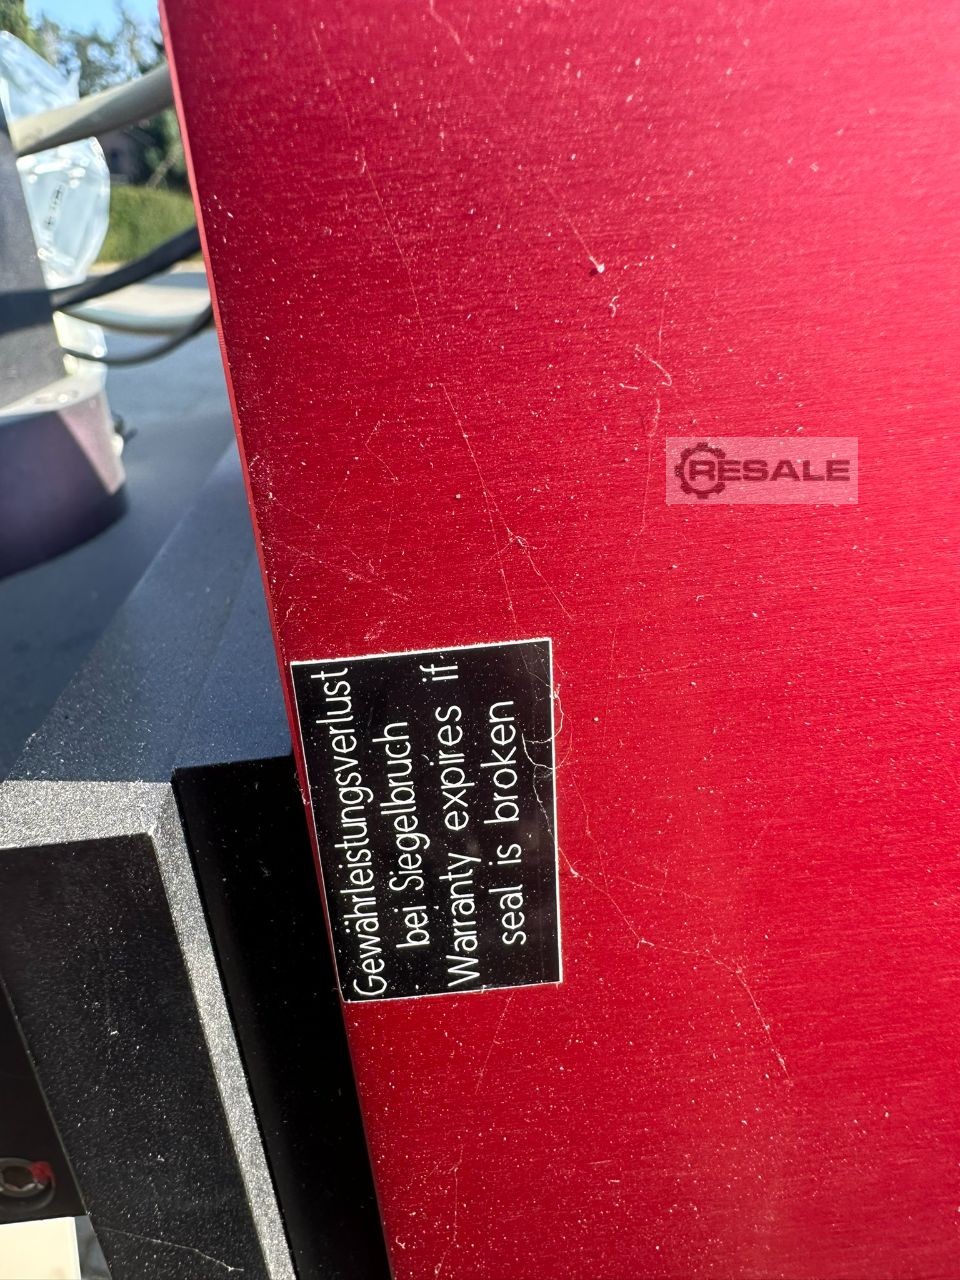 Gewährleistungsverlust
bei Siegelbruch
Warranty expires if
seal is broken
RESALE